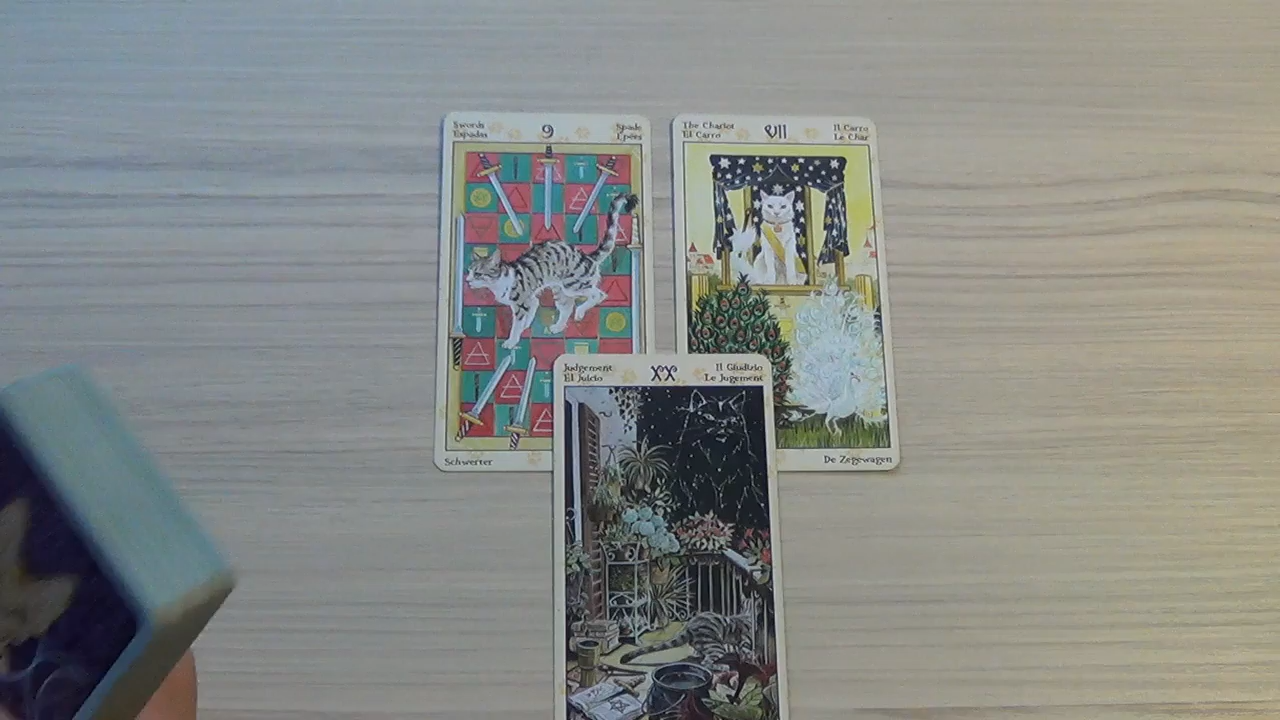 Swords 9 Spade
Espadas Épées
Schwerter
The Chariot VII Il Carro
El Carro Le Char
De Zegewagen
Judgement XX Il Giudizio
El Juicio Le Jugement